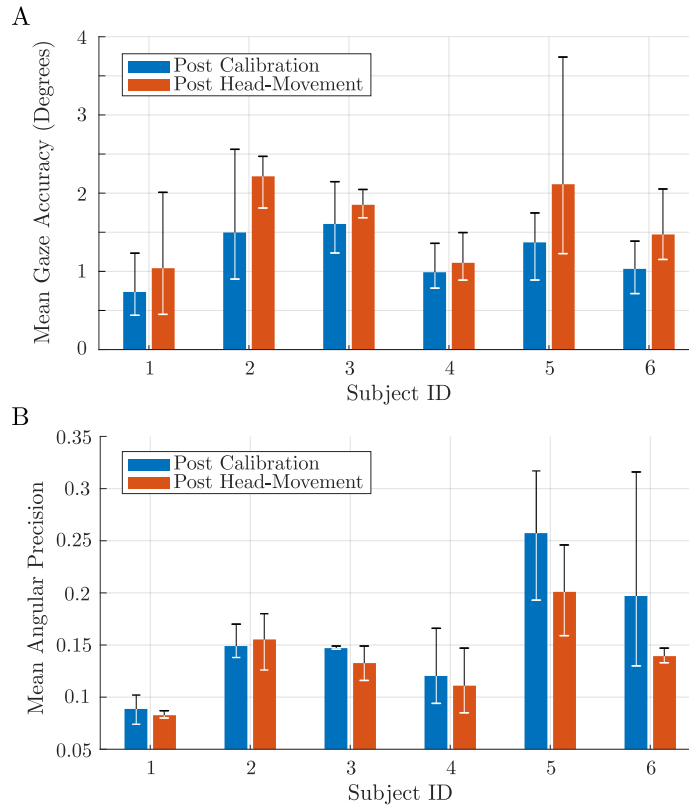 A
Mean Gaze Accuracy (Degrees)
4
3
2
1
0
Post Calibration
Post Head-Movement
1 2 3 4 5 6
Subject ID
B
Mean Angular Precision
0.35
0.3
0.25
0.2
0.15
0.1
0.05
Post Calibration
Post Head-Movement
1 2 3 4 5 6
Subject ID